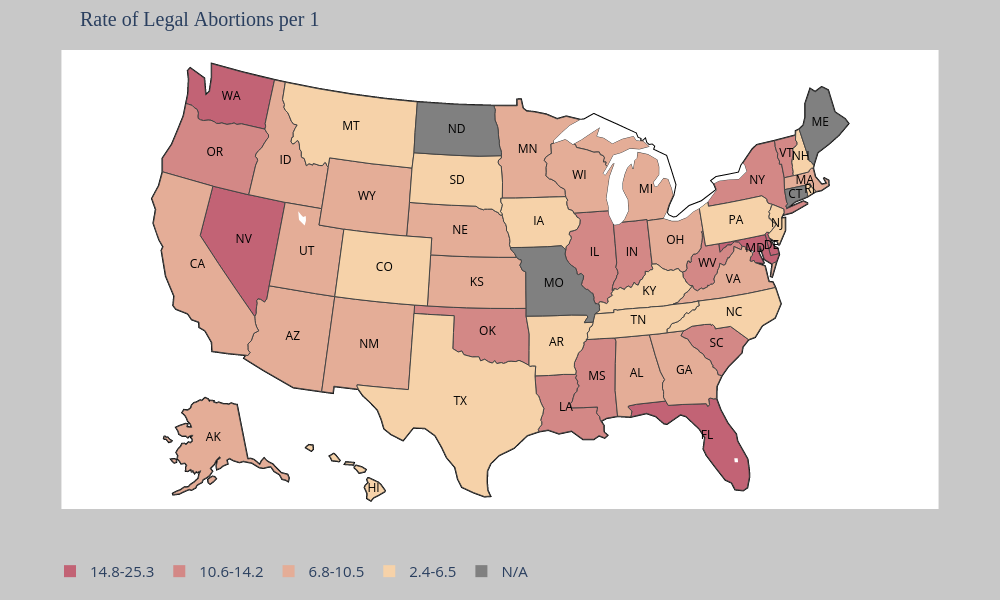 Rate of Legal Abortions per 1
WA
MT
ND
ME
OR
ID
MN
VT
NH
WY
SD
WI
MI
NY
MA
RI
CT
NV
UT
NE
IA
PA
NJ
CA
CO
KS
MO
IL
IN
OH
WV
MD
DE
VA
KY
AZ
NM
OK
AR
TN
NC
TX
LA
MS
AL
GA
SC
FL
AK
HI
14.8-25.3
10.6-14.2
6.8-10.5
2.4-6.5
N/A